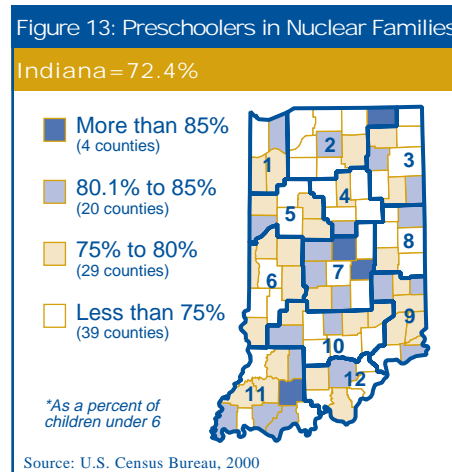 Figure 13: Preschoolers in Nuclear Families
Indiana=72.4%
More than 85%
(4 counties)
80.1% to 85%
(20 counties)
75% to 80%
(29 counties)
Less than 75%
(39 counties)
*As a percent of
children under 6
1
2
3
4
5
6
7
8
9
10
11
12
Source: U.S. Census Bureau, 2000